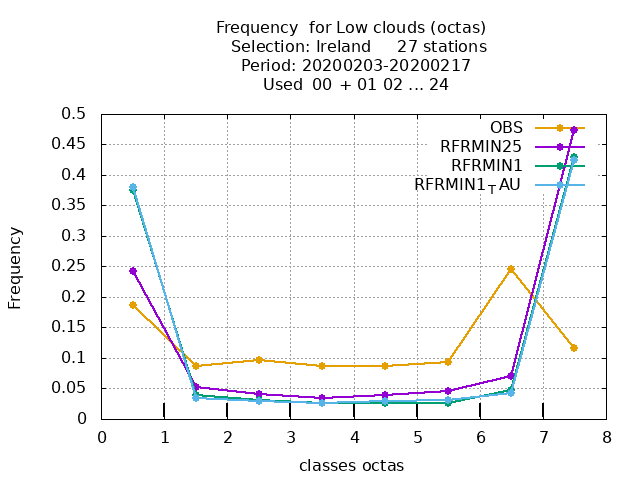 Frequency  for Low clouds (octas)
Selection: Ireland     27 stations
Period: 20200203-20200217
Used  00 + 01 02 ... 24
OBS
RFRMIN25
RFRMIN1
RFRMIN1TAU
Frequency
0.5
0.45
0.4
0.35
0.3
0.25
0.2
0.15
0.1
0.05
0
0 1 2 3 4 5 6 7 8
classes octas